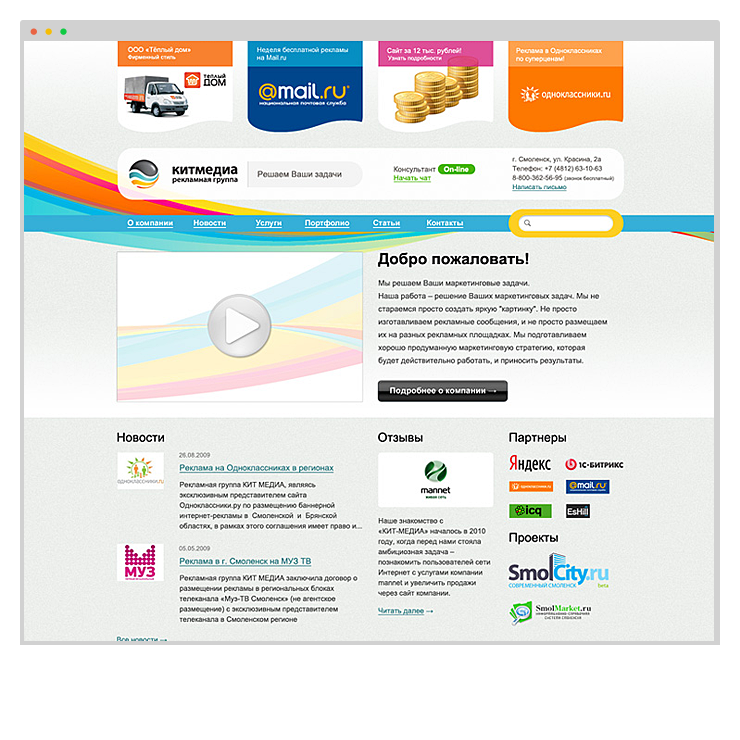 ООО «Тёплый дом»
Фирменный стиль
ТЕПЛЫЙ
ДОМ
Неделя бесплатной рекламы
на Mail.ru
@mail.ru
национальная почтовая служба
Сайт за 12 тыс. рублей!
Узнать подробности
Реклама в Одноклассниках
по суперценам!
одноклассники.ru
КИТМЕДИА
рекламная группа
Решаем Ваши задачи
Консультант On-line
Начать чат
г. Смоленск, ул. Красина, 2а
Телефон: +7 (4812) 63-10-63
8-800-362-56-95 (звонок бесплатный)
Написать письмо
О компании Новости Услуги Портфолио Статьи Контакты
Добро пожаловать!
Мы решаем Ваши маркетинговые задачи.
Наша работа – решение Ваших маркетинговых задач. Мы не
стараемся просто создать яркую "картинку". Не просто
изготавливаем рекламные сообщения, и не просто размещаем
их на разных рекламных площадках. Мы подготавливаем
хорошо продуманную маркетинговую стратегию, которая
будет действительно работать, и приносить результаты.
Подробнее о компании →
Новости
26.08.2009
Реклама на Одноклассниках в регионах
одноклассники.ru
Рекламная группа КИТ МЕДИА, являясь
эксклюзивным представителем сайта
Одноклассники.ру по размещению баннерной
интернет-рекламы в Смоленской и Брянской
областях, в рамках этого соглашения имеет право и...
05.05.2009
Реклама в г. Смоленск на МУЗ ТВ
МУЗ
Рекламная группа КИТ МЕДИА заключила договор о
размещении рекламы в региональных блоках
телеканала «Муз-ТВ Смоленск» (не агентское
размещение) с эксклюзивным представителем
телеканала в Смоленском регионе
Все новости →
Отзывы
mannet
живая сеть
Наше знакомство с
«КИТ-МЕДИА» началось в 2010
году, когда перед нами стояла
амбициозная задача –
познакомить пользователей сети
Интернет с услугами компании
mannet и увеличить продажи
через сайт компании.
Читать далее →
Партнеры
Яндекс 1С-БИТРИКС
одноклассники.ru @mail.ru
icq EsHill
Проекты
SmolCity.ru
СОВРЕМЕННЫЙ СМОЛЕНСК beta
SmolMarket.ru